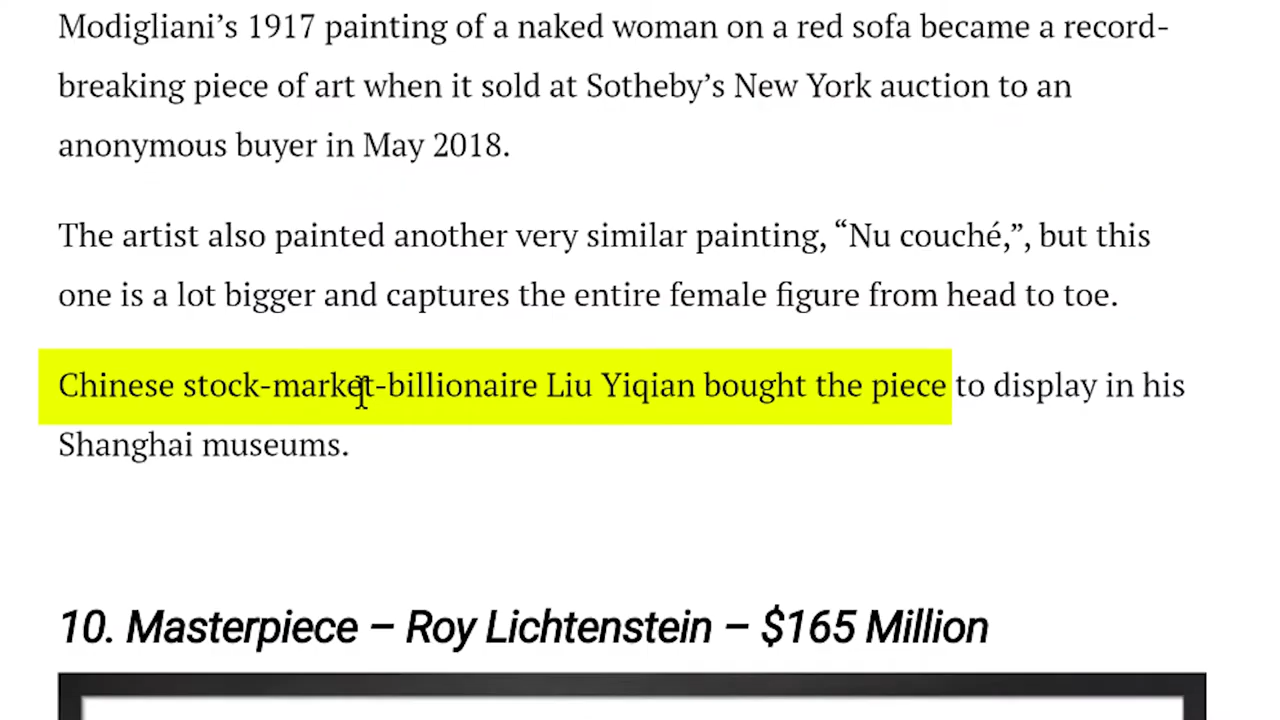 Modigliani’s 1917 painting of a naked woman on a red sofa became a record-
breaking piece of art when it sold at Sotheby’s New York auction to an
anonymous buyer in May 2018.
The artist also painted another very similar painting, “Nu couché,”, but this
one is a lot bigger and captures the entire female figure from head to toe.
Chinese stock-market-billionaire Liu Yiqian bought the piece to display in his
Shanghai museums.
10. Masterpiece – Roy Lichtenstein – $165 Million